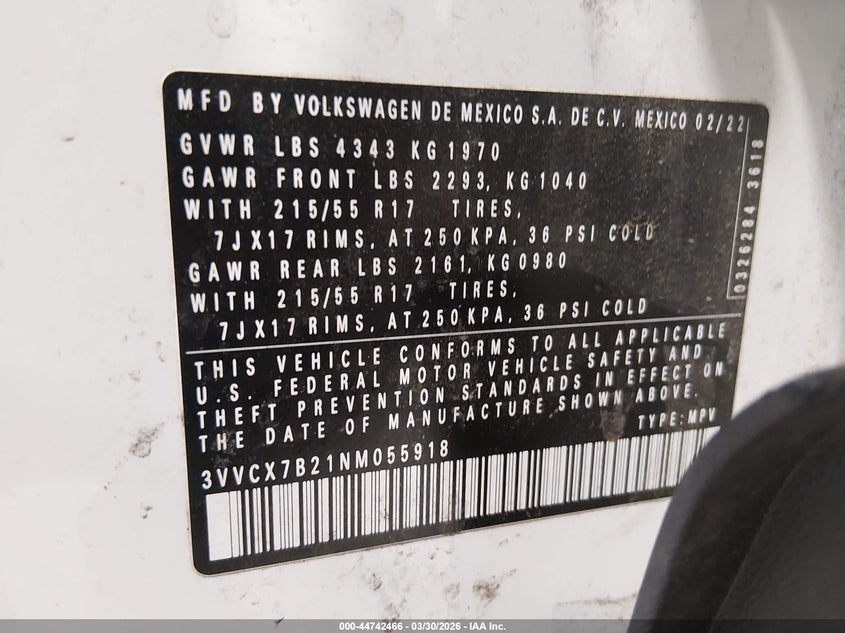 MFD BY VOLKSWAGEN DE MEXICO S.A. DE C.V. MEXICO 02/22
GVWR LBS 4343 KG 1970
GAWR FRONT LBS 2293, KG 1040
WITH 215/55 R17 TIRES,
7JX17 RIMS, AT 250 KPA, 36 PSI COLD
GAWR REAR LBS 2161, KG 0980
WITH 215/55 R17 TIRES,
7JX17 RIMS, AT 250 KPA, 36 PSI COLD
0326284 3618
THIS VEHICLE CONFORMS TO ALL APPLICABLE
U.S. FEDERAL MOTOR VEHICLE SAFETY AND
THEFT PREVENTION STANDARDS IN EFFECT ON
THE DATE OF MANUFACTURE SHOWN ABOVE.
TYPE: MPV
3VVCX7B21NM055918
000-44742466 | 03/30/2026 | IAA Inc.